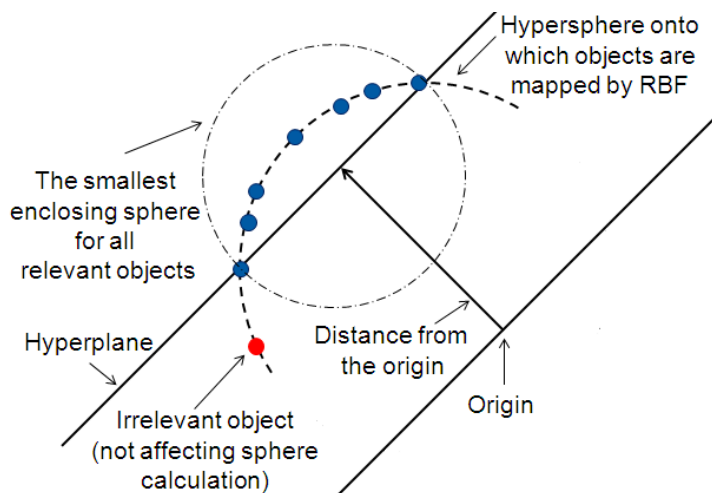 Hypersphere onto
which objects are
mapped by RBF
The smallest
enclosing sphere
for all
relevant objects
Hyperplane
Distance from
the origin
Origin
Irrelevant object
(not affecting sphere
calculation)